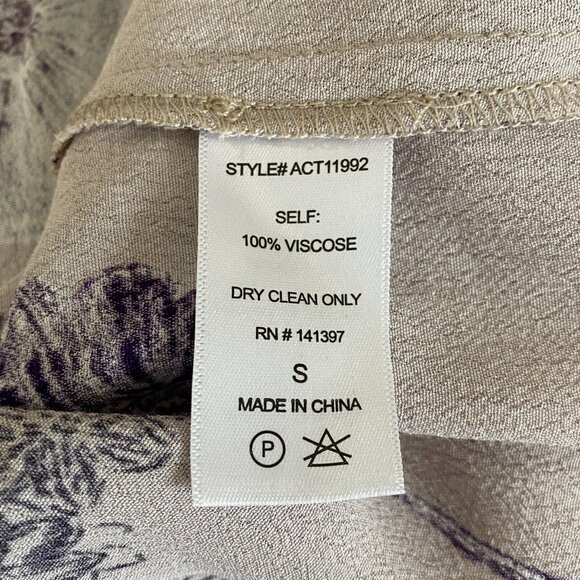 STYLE# ACT11992
SELF:
100% VISCOSE
DRY CLEAN ONLY
RN # 141397
S
MADE IN CHINA
P